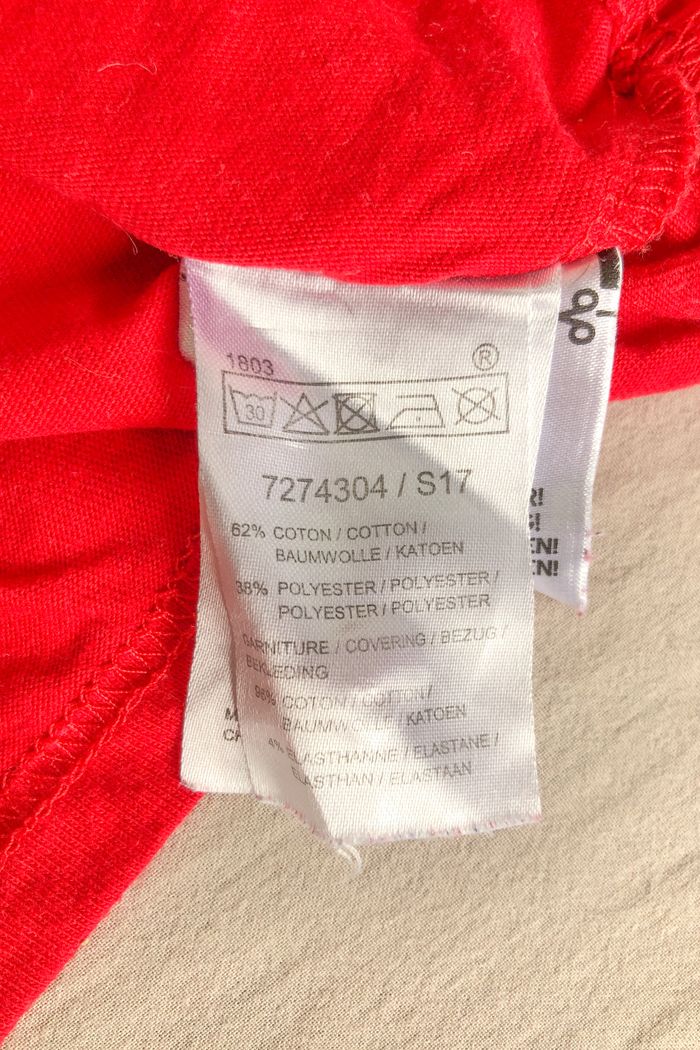 1803 ®
30
7274304 / S17
62% COTON / COTTON /
BAUMWOLLE / KATOEN
38% POLYESTER / POLYESTER /
POLYESTER / POLYESTER
GARNITURE / COVERING / BEZUG /
BEKLEDING
96% COTON / COTTON /
BAUMWOLLE / KATOEN
4% ELASTHANNE / ELASTANE /
ELASTHAN / ELASTAAN